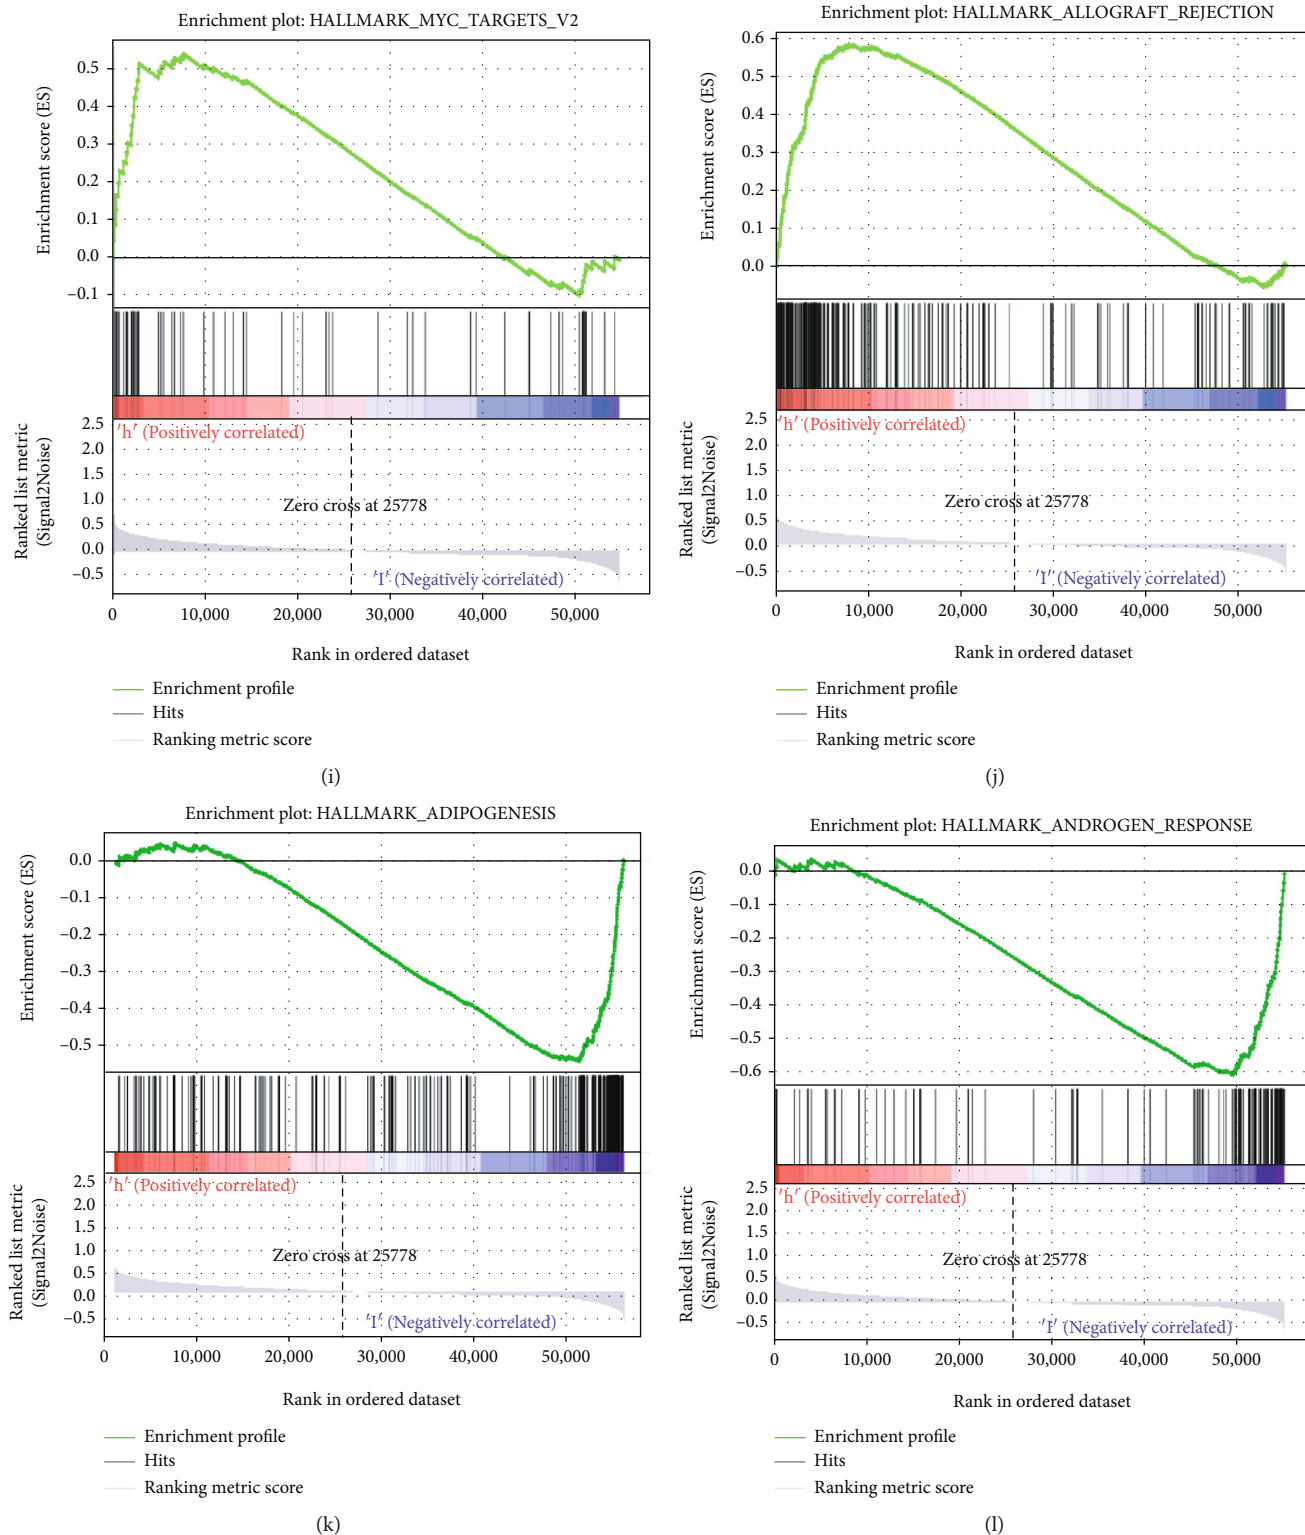 Enrichment plot: HALLMARK_MYC_TARGETS_V2
Enrichment score (ES)
0.5
0.4
0.3
0.2
0.1
0.0
−0.1
Ranked list metric
(Signal2Noise)
2.5
2.0
1.5
1.0
0.5
0.0
−0.5
'h' (Positively correlated)
Zero cross at 25778
'I' (Negatively correlated)
0 10,000 20,000 30,000 40,000 50,000
Rank in ordered dataset
Enrichment profile
Hits
Ranking metric score
(i)
Enrichment plot: HALLMARK_ALLOGRAFT_REJECTION
Enrichment score (ES)
0.6
0.5
0.6
0.3
0.2
0.1
0.0
Ranked list metric
(Signal2Noise)
2.5
2.0
1.5
1.0
0.5
0.0
−0.5
'h' (Positively correlated)
Zero cross at 25778
'I' (Negatively correlated)
0 10,000 20,000 30,000 40,000 50,000
Rank in ordered dataset
Enrichment profile
Hits
Ranking metric score
(j)
Enrichment plot: HALLMARK_ADIPOGENESIS
Enrichment score (ES)
0.0
−0.1
−0.2
−0.3
−0.4
−0.5
Ranked list metric
(Signal2Noise)
2.5
2.0
1.5
1.0
0.5
0.0
−0.5
'h' (Positively correlated)
Zero cross at 25778
'I' (Negatively correlated)
0 10,000 20,000 30,000 40,000 50,000
Rank in ordered dataset
Enrichment profile
Hits
Ranking metric score
(k)
Enrichment plot: HALLMARK_ANDROGEN_RESPONSE
Enrichment score (ES)
0.0
−0.1
−0.2
−0.3
−0.4
−0.5
−0.6
Ranked list metric
(Signal2Noise)
2.5
2.0
1.5
1.0
0.5
0.0
−0.5
'h' (Positively correlated)
Zero cross at 25778
'I' (Negatively correlated)
0 10,000 20,000 30,000 40,000 50,000
Rank in ordered dataset
Enrichment profile
Hits
Ranking metric score
(l)